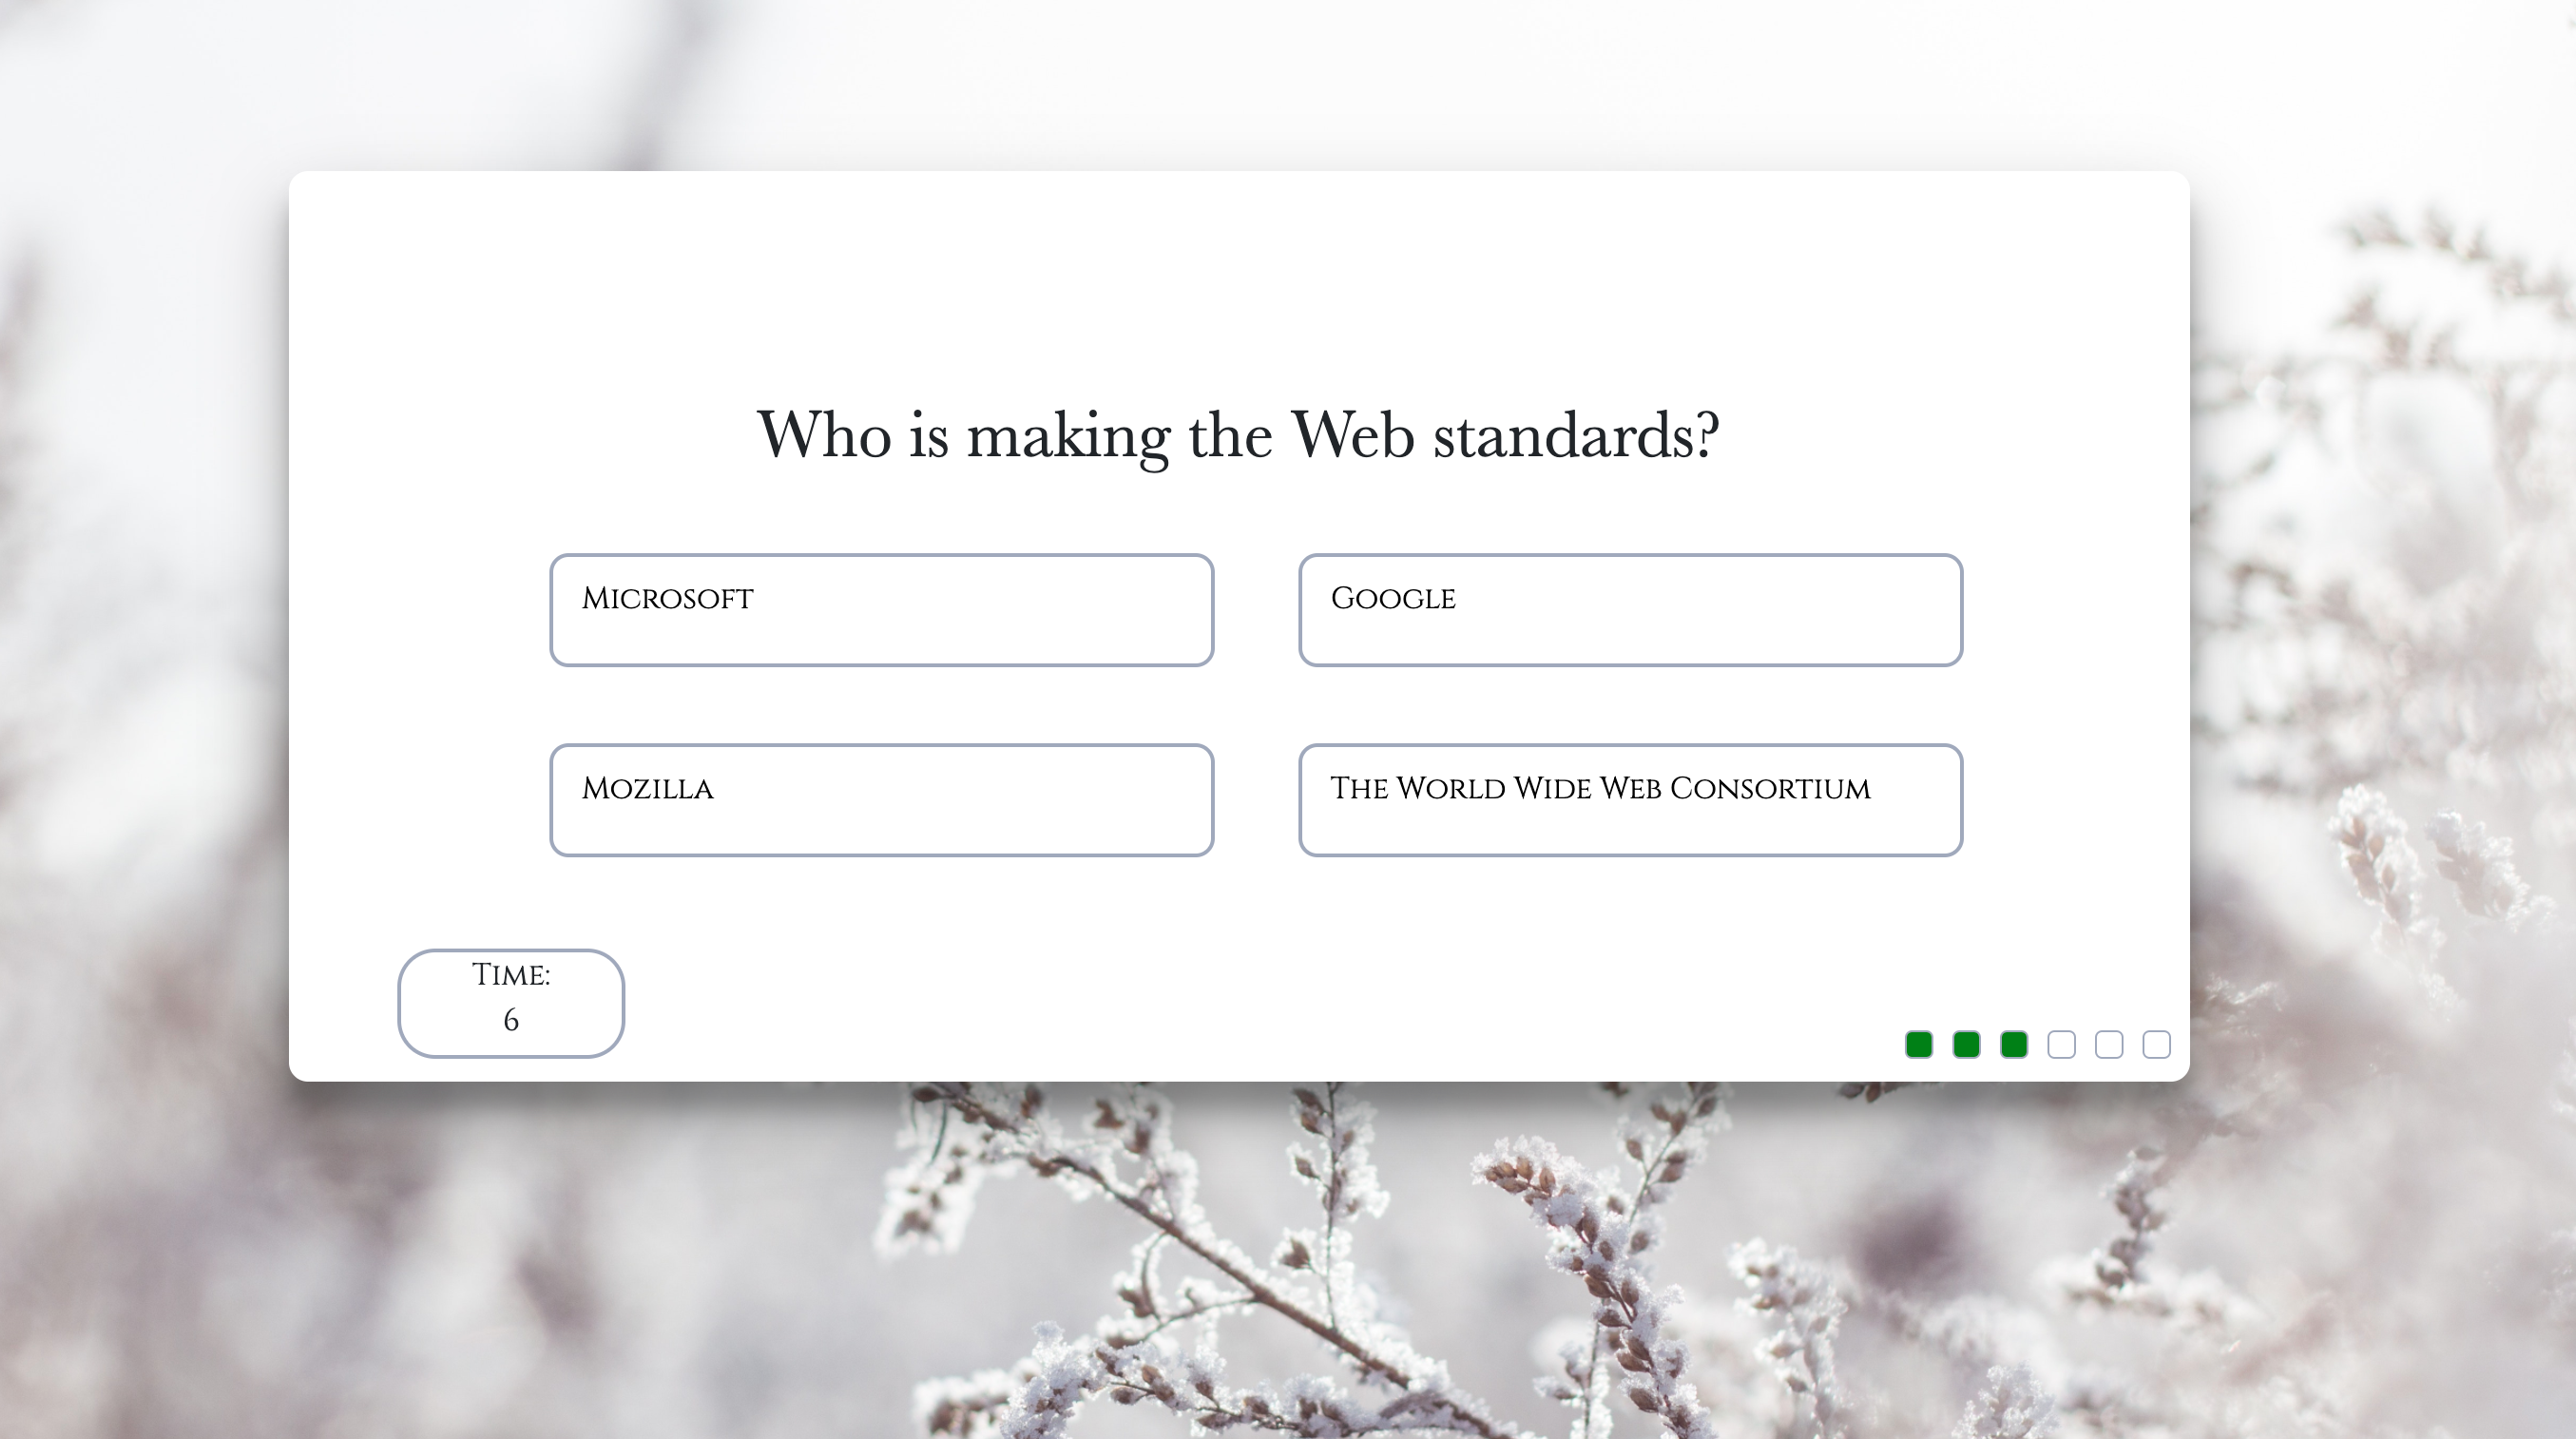 Who is making the Web standards?
Microsoft
Google
Mozilla
The World Wide Web Consortium
Time:
6